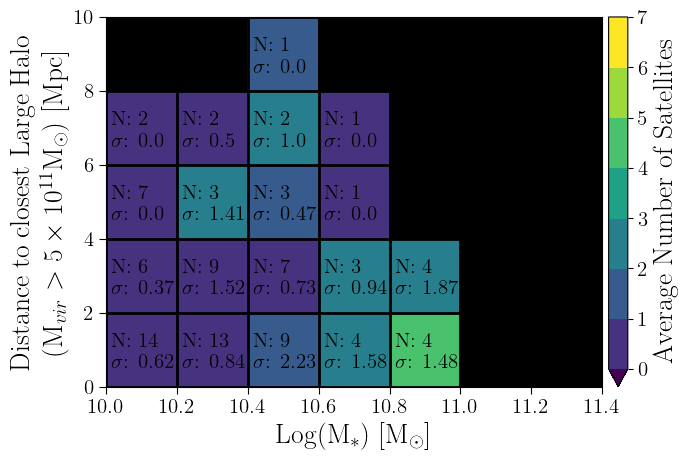 Distance to closest Large Halo
(M_{vir} > 5 × 10^{11}M_☉) [Mpc]
10
8
6
4
2
0
N: 1
σ: 0.0
N: 2 N: 2 N: 2 N: 1
σ: 0.0 σ: 0.5 σ: 1.0 σ: 0.0
N: 7 N: 3 N: 3 N: 1
σ: 0.0 σ: 1.41 σ: 0.47 σ: 0.0
N: 6 N: 9 N: 7 N: 3 N: 4
σ: 0.37 σ: 1.52 σ: 0.73 σ: 0.94 σ: 1.87
N: 14 N: 13 N: 9 N: 4 N: 4
σ: 0.62 σ: 0.84 σ: 2.23 σ: 1.58 σ: 1.48
10.0 10.2 10.4 10.6 10.8 11.0 11.2 11.4
Log(M_*) [M_☉]
7
6
5
4
3
2
1
0
Average Number of Satellites